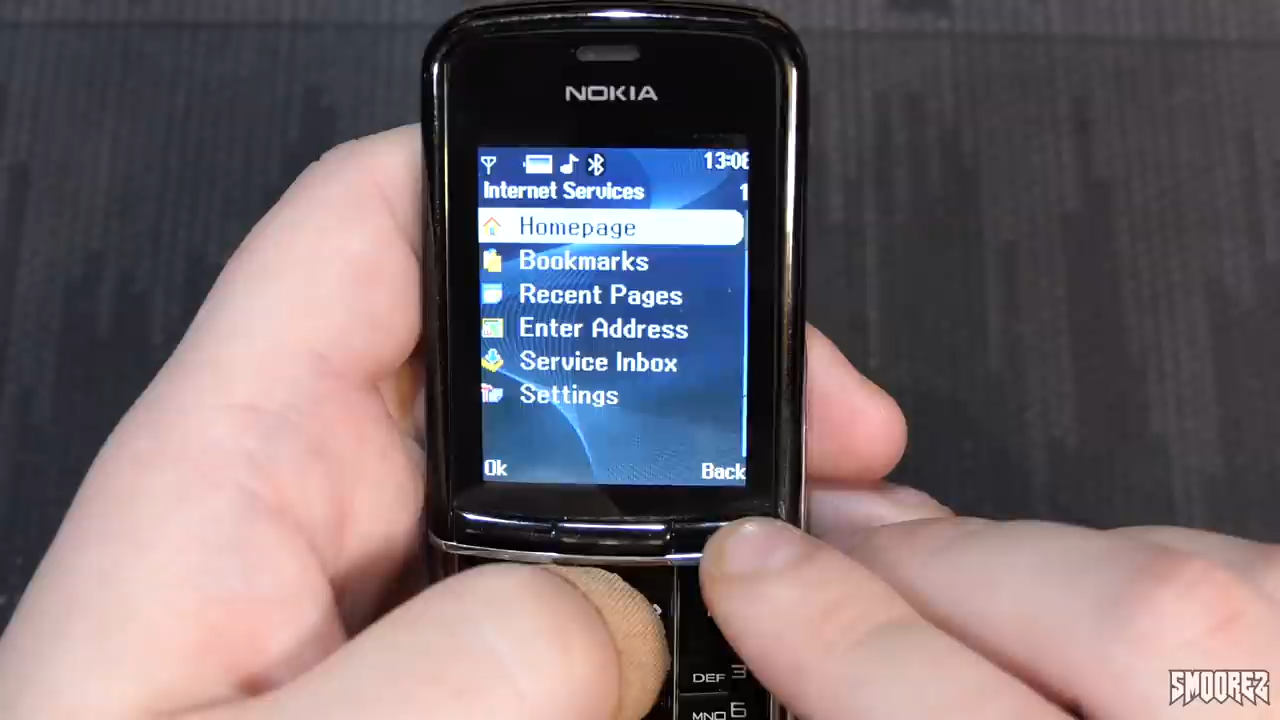 NOKIA
13:08
Internet Services 1
Homepage
Bookmarks
Recent Pages
Enter Address
Service Inbox
Settings
Ok Back
DEF 3
MNO 6
SMOOREZ